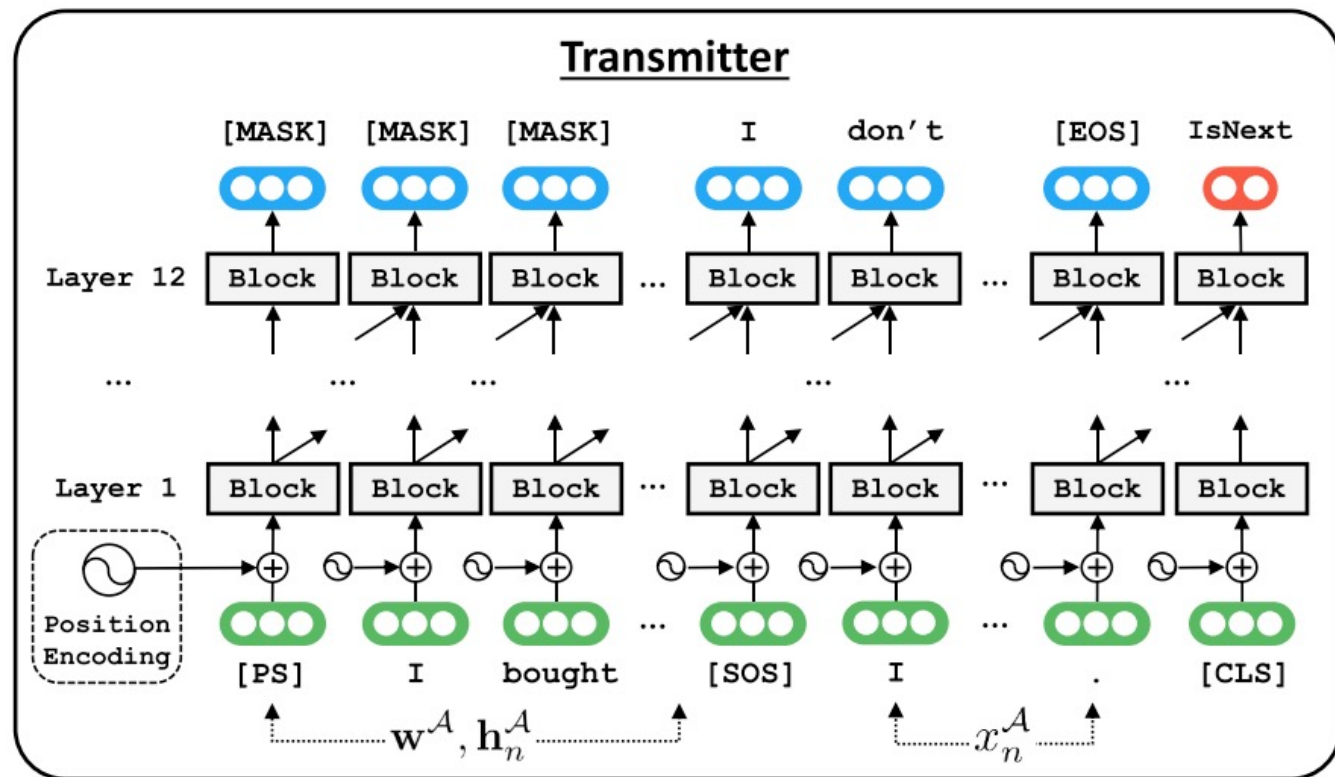 Transmitter
[MASK] [MASK] [MASK] I don't [EOS] IsNext
Layer 12 Block Block Block ... Block Block ... Block Block
... ... ... ... ...
Layer 1 Block Block Block ... Block Block ... Block Block
+ + + + + + +
Position
Encoding
... ...
[PS] I bought [SOS] I . [CLS]
w^𝒜, h_n^𝒜 x_n^𝒜